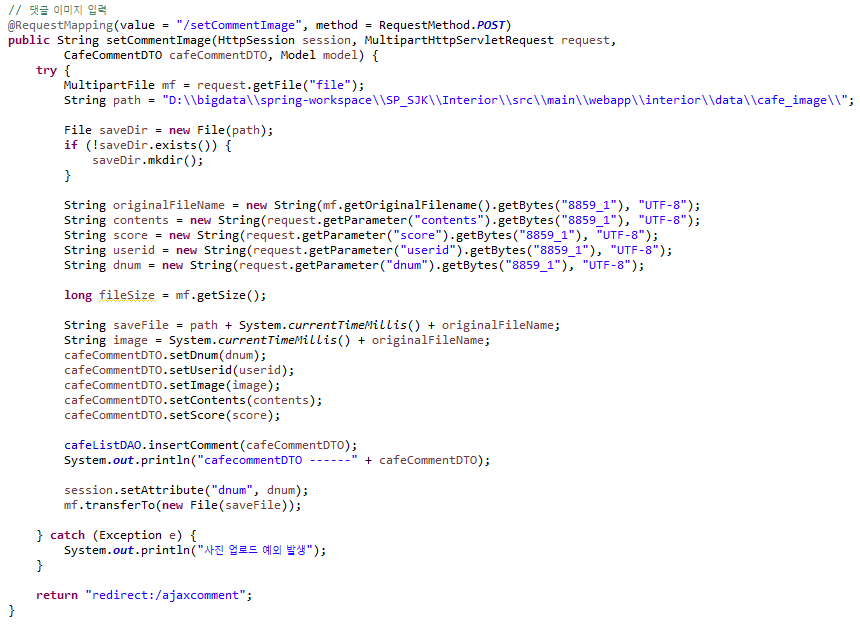 // 댓글 이미지 입력
@RequestMapping(value = "/setCommentImage", method = RequestMethod.POST)
public String setCommentImage(HttpSession session, MultipartHttpServletRequest request,
        CafeCommentDTO cafeCommentDTO, Model model) {
    try {
        MultipartFile mf = request.getFile("file");
        String path = "D:\\bigdata\\spring-workspace\\SP_SJK\\Interior\\src\\main\\webapp\\interior\\data\\cafe_image\\";

        File saveDir = new File(path);
        if (!saveDir.exists()) {
            saveDir.mkdir();
        }

        String originalFileName = new String(mf.getOriginalFilename().getBytes("8859_1"), "UTF-8");
        String contents = new String(request.getParameter("contents").getBytes("8859_1"), "UTF-8");
        String score = new String(request.getParameter("score").getBytes("8859_1"), "UTF-8");
        String userid = new String(request.getParameter("userid").getBytes("8859_1"), "UTF-8");
        String dnum = new String(request.getParameter("dnum").getBytes("8859_1"), "UTF-8");

        long fileSize = mf.getSize();

        String saveFile = path + System.currentTimeMillis() + originalFileName;
        String image = System.currentTimeMillis() + originalFileName;
        cafeCommentDTO.setDnum(dnum);
        cafeCommentDTO.setUserid(userid);
        cafeCommentDTO.setImage(image);
        cafeCommentDTO.setContents(contents);
        cafeCommentDTO.setScore(score);

        cafeListDAO.insertComment(cafeCommentDTO);
        System.out.println("cafecommentDTO ------" + cafeCommentDTO);

        session.setAttribute("dnum", dnum);
        mf.transferTo(new File(saveFile));

    } catch (Exception e) {
        System.out.println("사진 업로드 예외 발생");
    }

    return "redirect:/ajaxcomment";
}